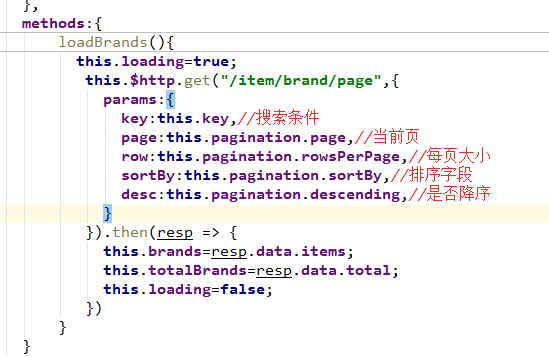 },
methods:{
loadBrands(){
this.loading=true;
this.$http.get("/item/brand/page",{
params:{
key:this.key,//搜索条件
page:this.pagination.page,//当前页
row:this.pagination.rowsPerPage,//每页大小
sortBy:this.pagination.sortBy,//排序字段
desc:this.pagination.descending,//是否降序
}
}).then(resp => {
this.brands=resp.data.items;
this.totalBrands=resp.data.total;
this.loading=false;
})
}
}